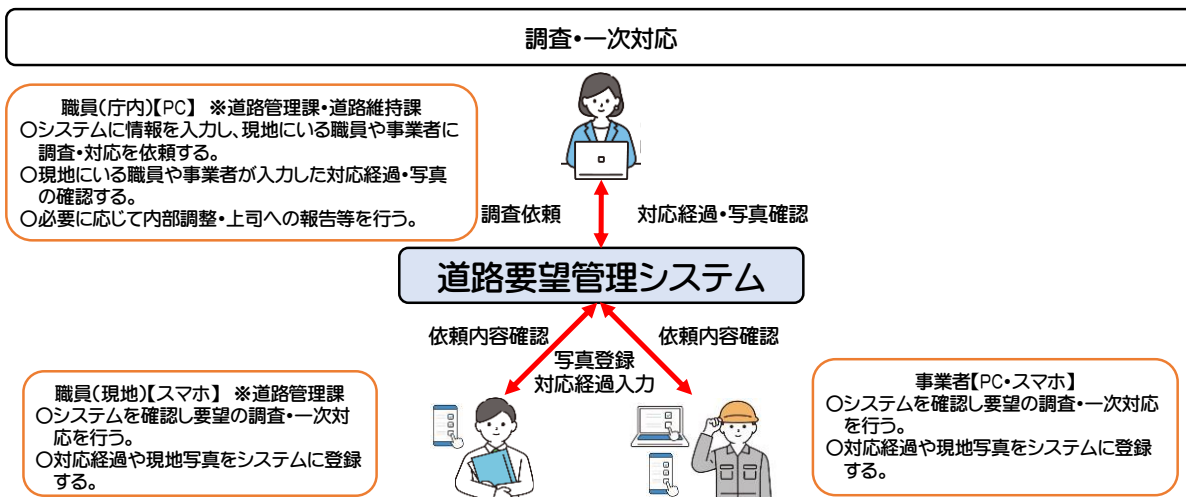 調査・一次対応
職員(庁内)【PC】 ※道路管理課・道路維持課
○システムに情報を入力し、現地にいる職員や事業者に
調査・対応を依頼する。
○現地にいる職員や事業者が入力した対応経過・写真
の確認する。
○必要に応じて内部調整・上司への報告等を行う。
調査依頼
対応経過・写真確認
道路要望管理システム
依頼内容確認
依頼内容確認
写真登録
対応経過入力
職員(現地)【スマホ】 ※道路管理課
○システムを確認し要望の調査・一次対
応を行う。
○対応経過や現地写真をシステムに登録
する。
事業者【PC・スマホ】
○システムを確認し要望の調査・一次対応
を行う。
○対応経過や現地写真をシステムに登録
する。